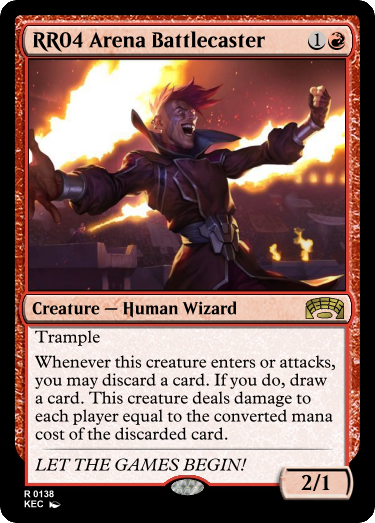 RR04 Arena Battlecaster 1
Creature — Human Wizard
Trample
Whenever this creature enters or attacks,
you may discard a card. If you do, draw
a card. This creature deals damage to
each player equal to the converted mana
cost of the discarded card.
LET THE GAMES BEGIN!
2/1
R 0138
KEC